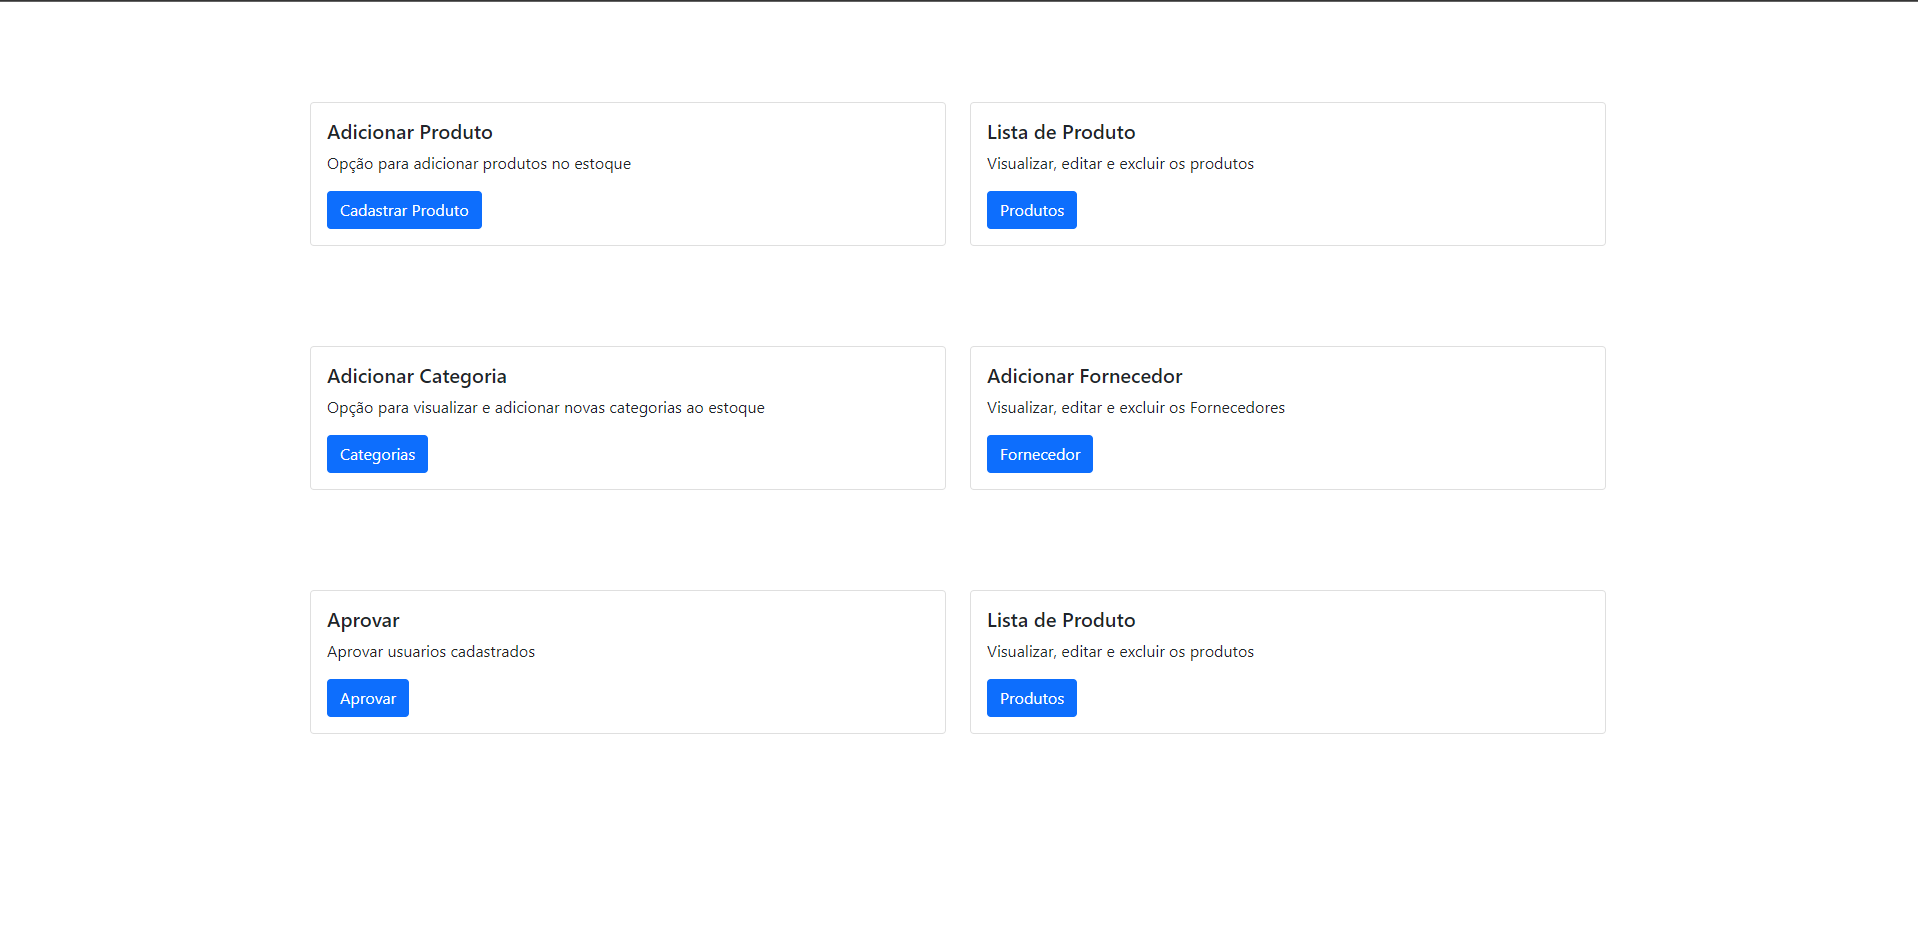 Adicionar Produto
Opção para adicionar produtos no estoque
Cadastrar Produto
Lista de Produto
Visualizar, editar e excluir os produtos
Produtos
Adicionar Categoria
Opção para visualizar e adicionar novas categorias ao estoque
Categorias
Adicionar Fornecedor
Visualizar, editar e excluir os Fornecedores
Fornecedor
Aprovar
Aprovar usuarios cadastrados
Aprovar
Lista de Produto
Visualizar, editar e excluir os produtos
Produtos